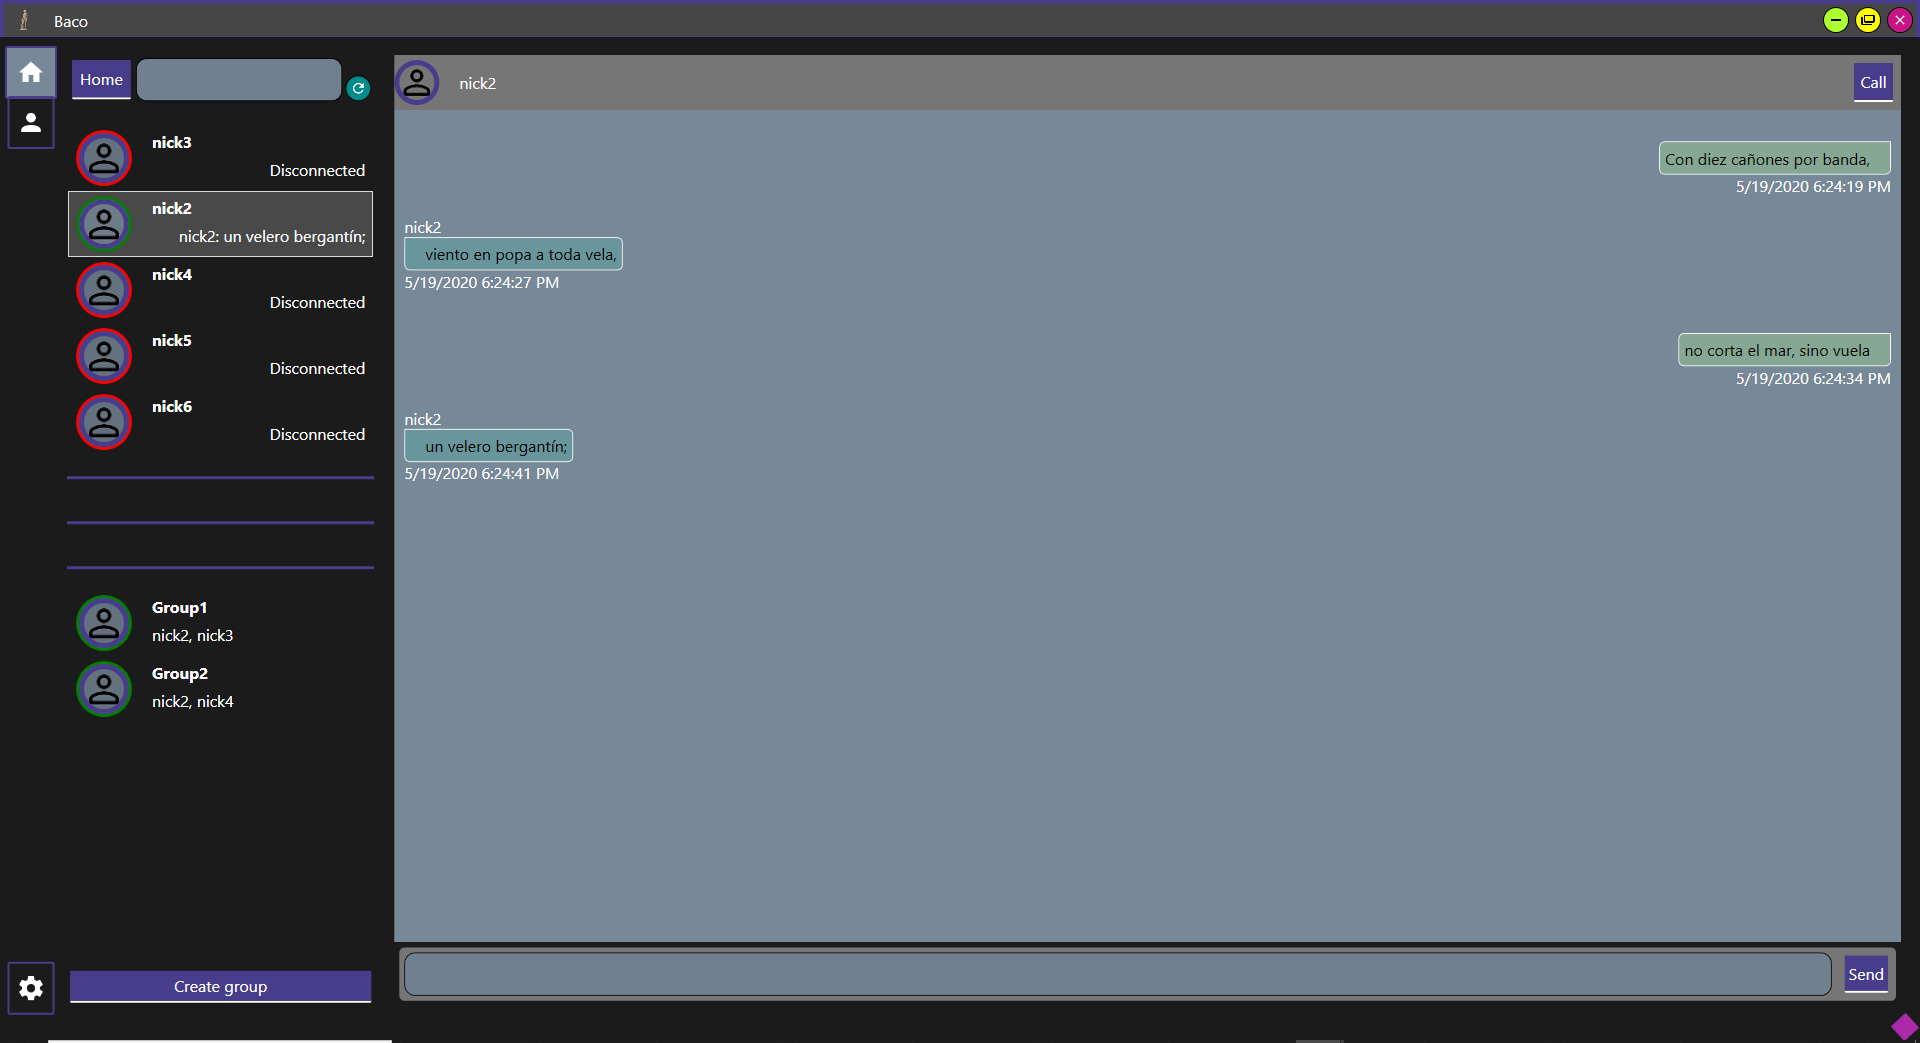 Baco
Home
nick3
Disconnected
nick2
nick2: un velero bergantín;
nick4
Disconnected
nick5
Disconnected
nick6
Disconnected
Group1
nick2, nick3
Group2
nick2, nick4
Create group
nick2
Call
Con diez cañones por banda,
5/19/2020 6:24:19 PM
nick2
viento en popa a toda vela,
5/19/2020 6:24:27 PM
no corta el mar, sino vuela
5/19/2020 6:24:34 PM
nick2
un velero bergantín;
5/19/2020 6:24:41 PM
Send